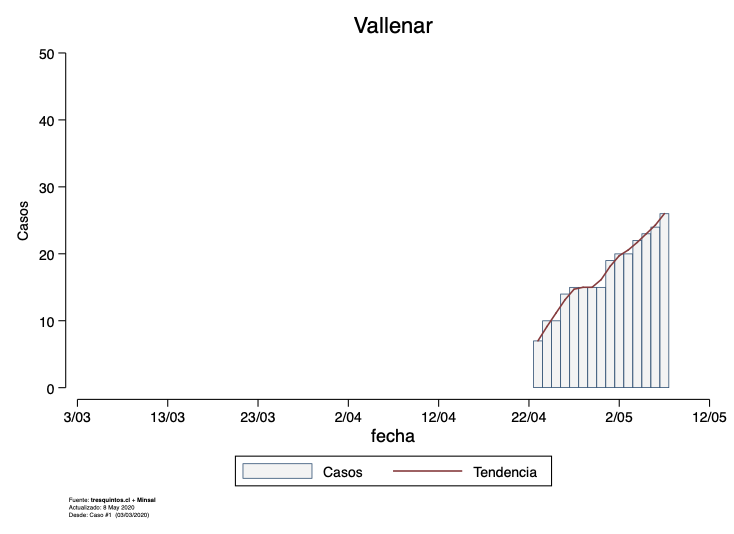 Vallenar
Casos
50
40
30
20
10
0
3/03 13/03 23/03 2/04 12/04 22/04 2/05 12/05
fecha
Casos Tendencia
Fuente: tresquintos.cl + Minsal
Actualizado: 8 May 2020
Desde: Caso #1 (03/03/2020)